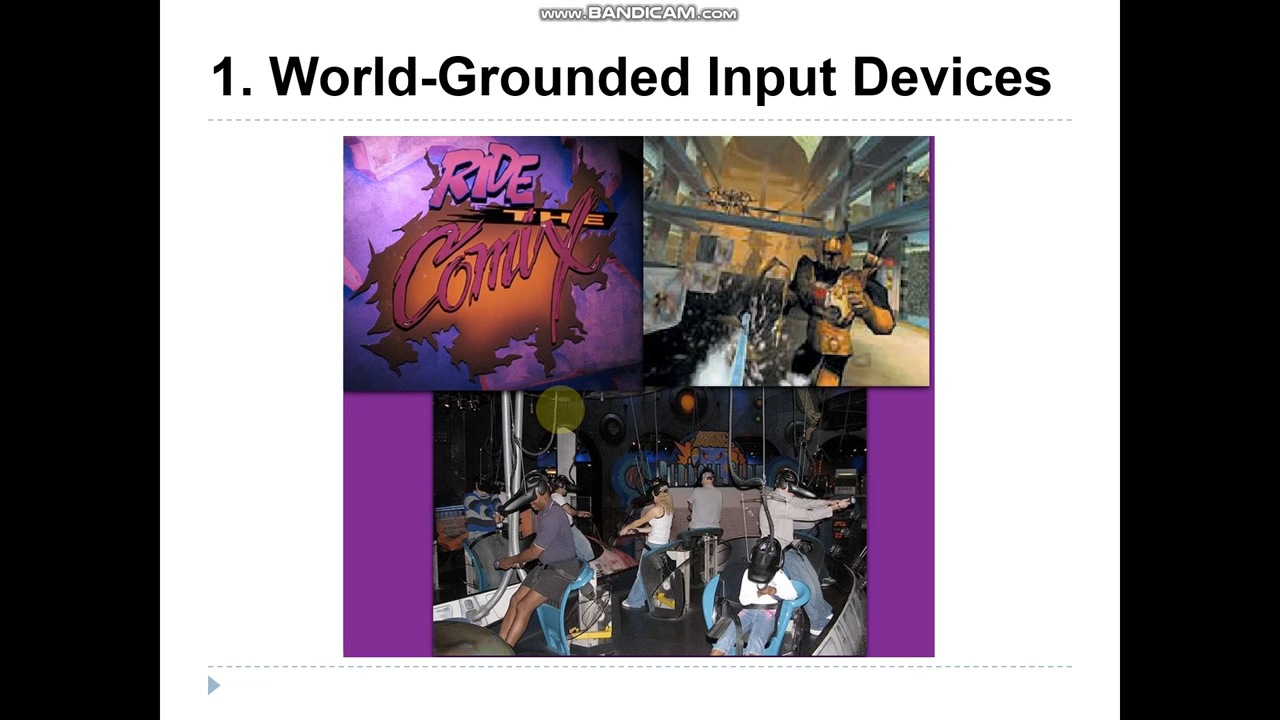 www.BANDICAM.com
1. World-Grounded Input Devices
RIDE
THE
Comix